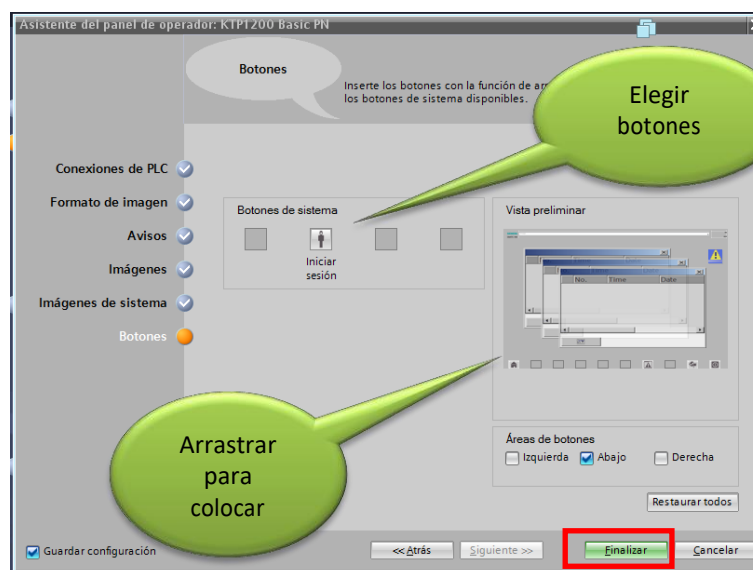 Asistente del panel de operador: KTP1200 Basic PN
Botones
Inserte los botones con la función de
los botones de sistema disponibles.
Elegir
botones
Conexiones de PLC
Formato de imagen
Avisos
Imágenes
Imágenes de sistema
Botones
Botones de sistema
Iniciar
sesión
Vista preliminar
No.
Time
Date
Arrastrar
para
colocar
Áreas de botones
Izquierda
Abajo
Derecha
Restaurar todos
Guardar configuración
<< Atrás
Siguiente >>
Finalizar
Cancelar